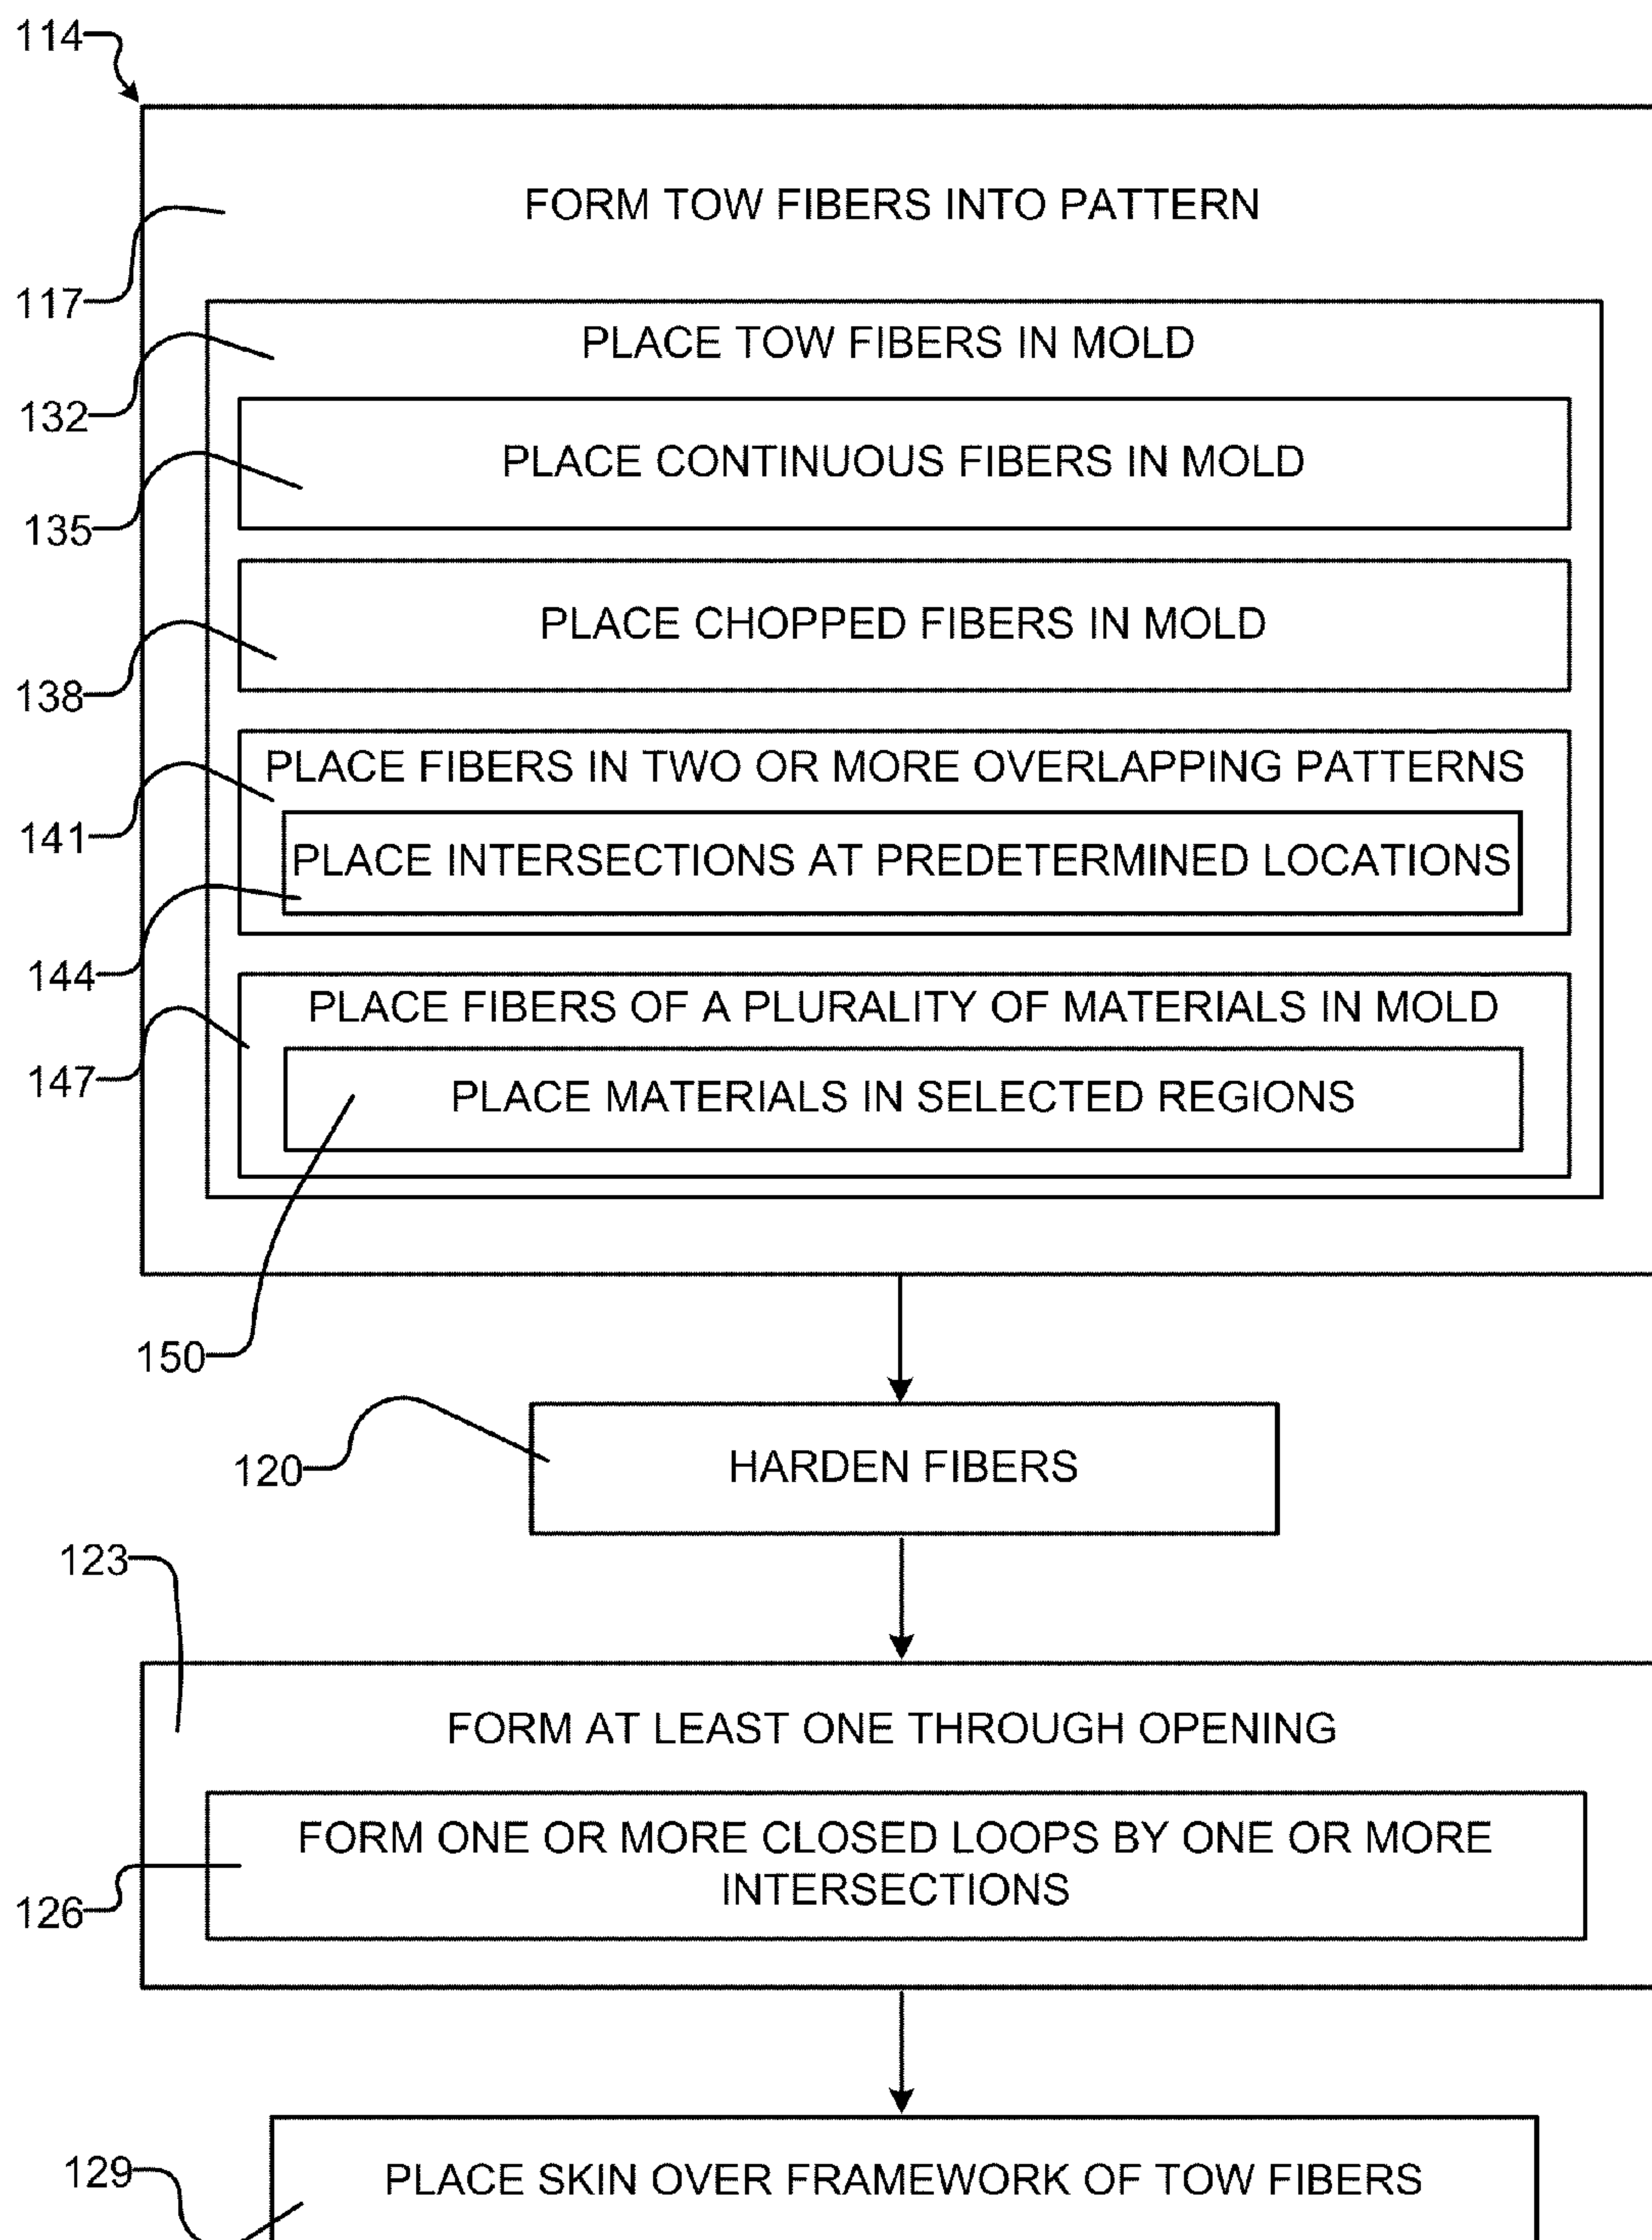 114
FORM TOW FIBERS INTO PATTERN
117
PLACE TOW FIBERS IN MOLD
132
PLACE CONTINUOUS FIBERS IN MOLD
135
PLACE CHOPPED FIBERS IN MOLD
138
PLACE FIBERS IN TWO OR MORE OVERLAPPING PATTERNS
141
PLACE INTERSECTIONS AT PREDETERMINED LOCATIONS
144
PLACE FIBERS OF A PLURALITY OF MATERIALS IN MOLD
147
PLACE MATERIALS IN SELECTED REGIONS
150
120
HARDEN FIBERS
123
FORM AT LEAST ONE THROUGH OPENING
FORM ONE OR MORE CLOSED LOOPS BY ONE OR MORE
INTERSECTIONS
126
129
PLACE SKIN OVER FRAMEWORK OF TOW FIBERS